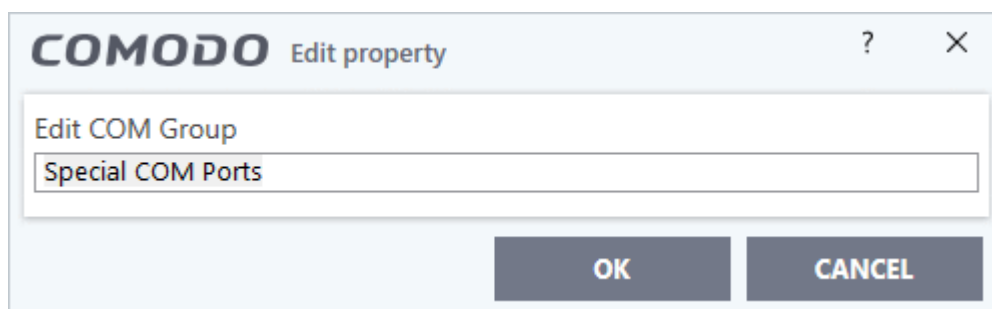 COMODO Edit property ? ×
Edit COM Group
Special COM Ports
OK CANCEL